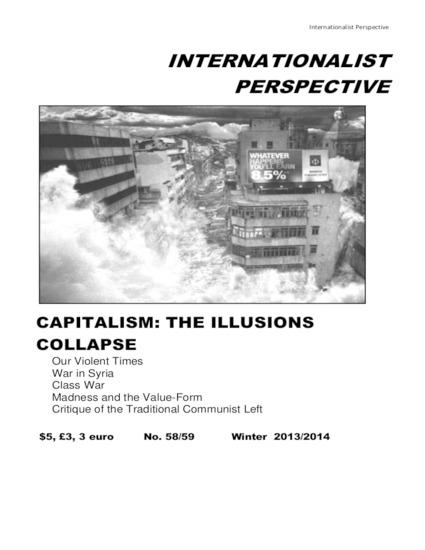 Internationalist Perspective
INTERNATIONALIST
PERSPECTIVE
WHATEVER
HAPPENS
YOU'LL EARN
8.5%
CAPITALISM: THE ILLUSIONS
COLLAPSE
Our Violent Times
War in Syria
Class War
Madness and the Value-Form
Critique of the Traditional Communist Left
$5, £3, 3 euro No. 58/59 Winter 2013/2014